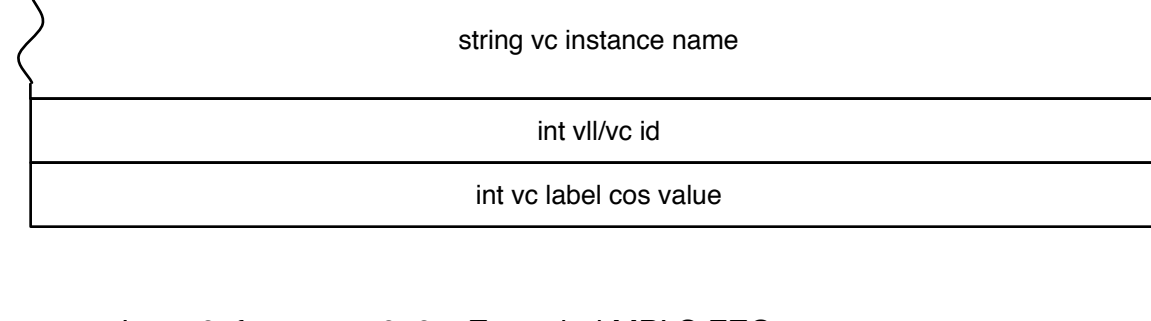 string vc instance name
int vll/vc id
int vc label cos value